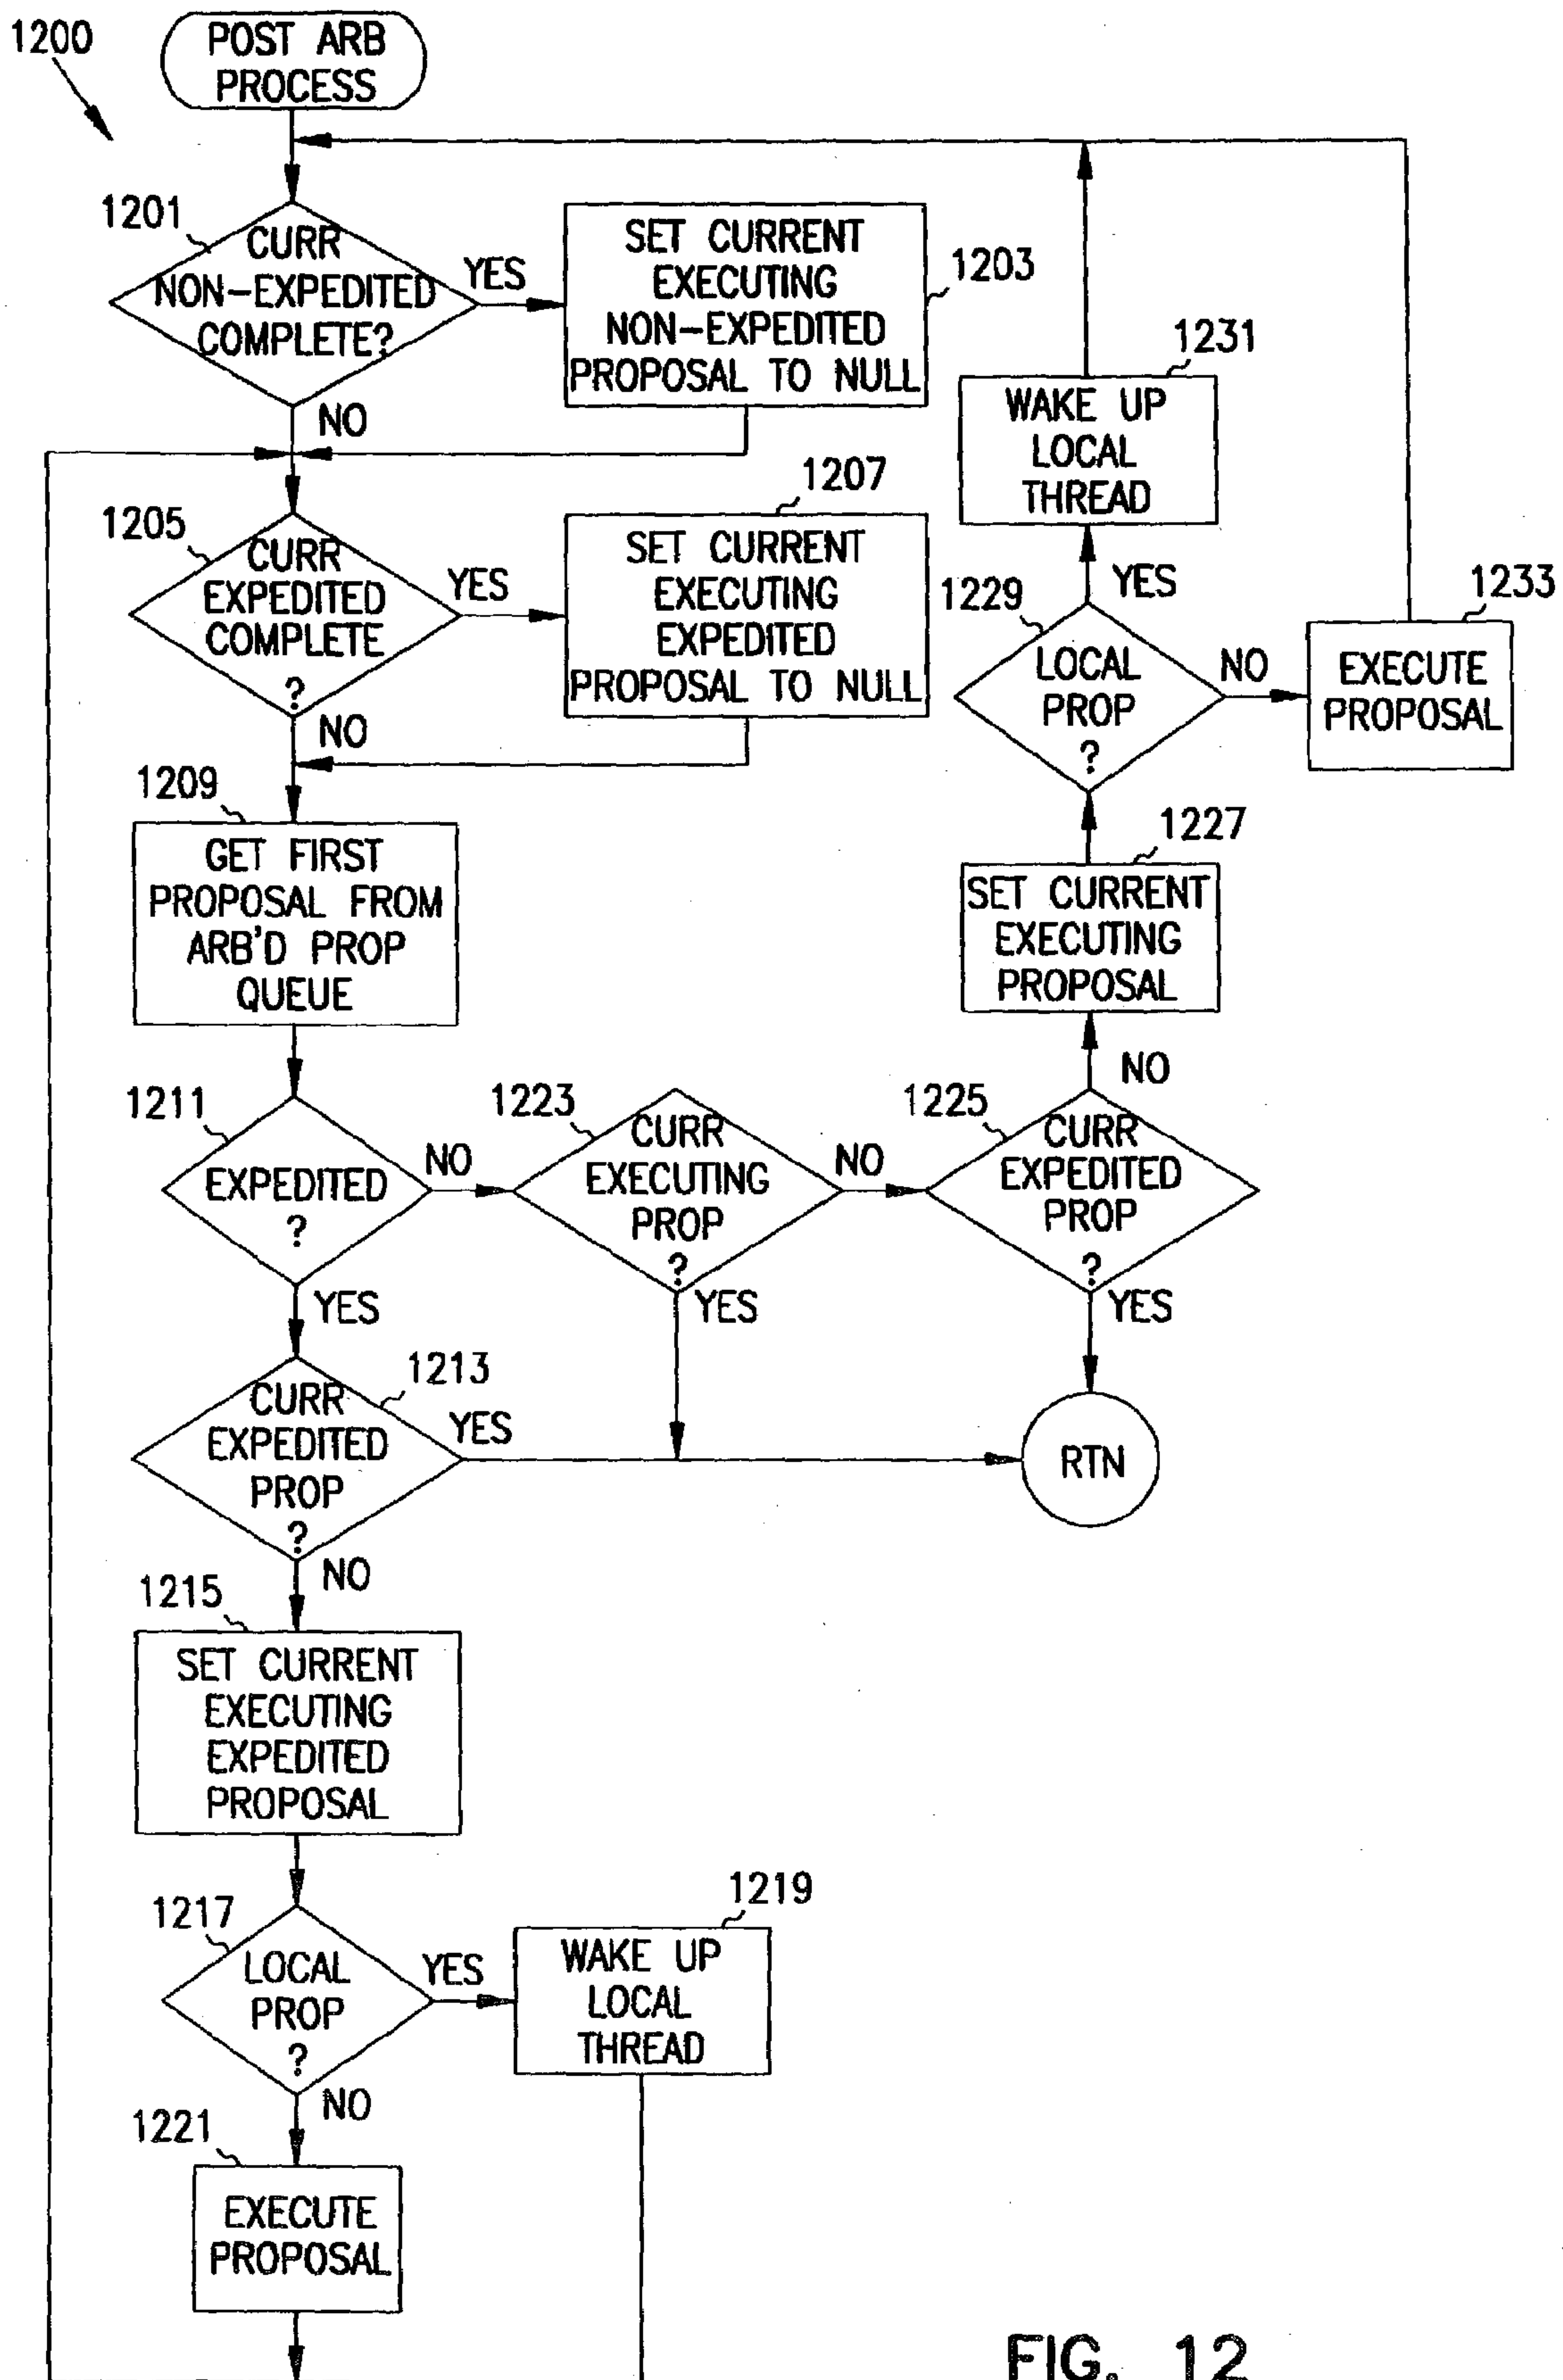 1200
POST ARB
PROCESS
1201
CURR
NON-EXPEDITED
COMPLETE?
YES
NO
SET CURRENT
EXECUTING
NON-EXPEDITED
PROPOSAL TO NULL
1203
1205
CURR
EXPEDITED
COMPLETE
?
YES
NO
1207
SET CURRENT
EXECUTING
EXPEDITED
PROPOSAL TO NULL
1209
GET FIRST
PROPOSAL FROM
ARB'D PROP
QUEUE
1211
EXPEDITED
?
NO
YES
1223
CURR
EXECUTING
PROP
?
NO
YES
1225
CURR
EXPEDITED
PROP
?
NO
YES
1227
SET CURRENT
EXECUTING
PROPOSAL
1229
LOCAL
PROP
?
YES
NO
1231
WAKE UP
LOCAL
THREAD
1233
EXECUTE
PROPOSAL
1213
CURR
EXPEDITED
PROP
?
YES
NO
RTN
1215
SET CURRENT
EXECUTING
EXPEDITED
PROPOSAL
1217
LOCAL
PROP
?
YES
NO
1219
WAKE UP
LOCAL
THREAD
1221
EXECUTE
PROPOSAL
FIG. 12